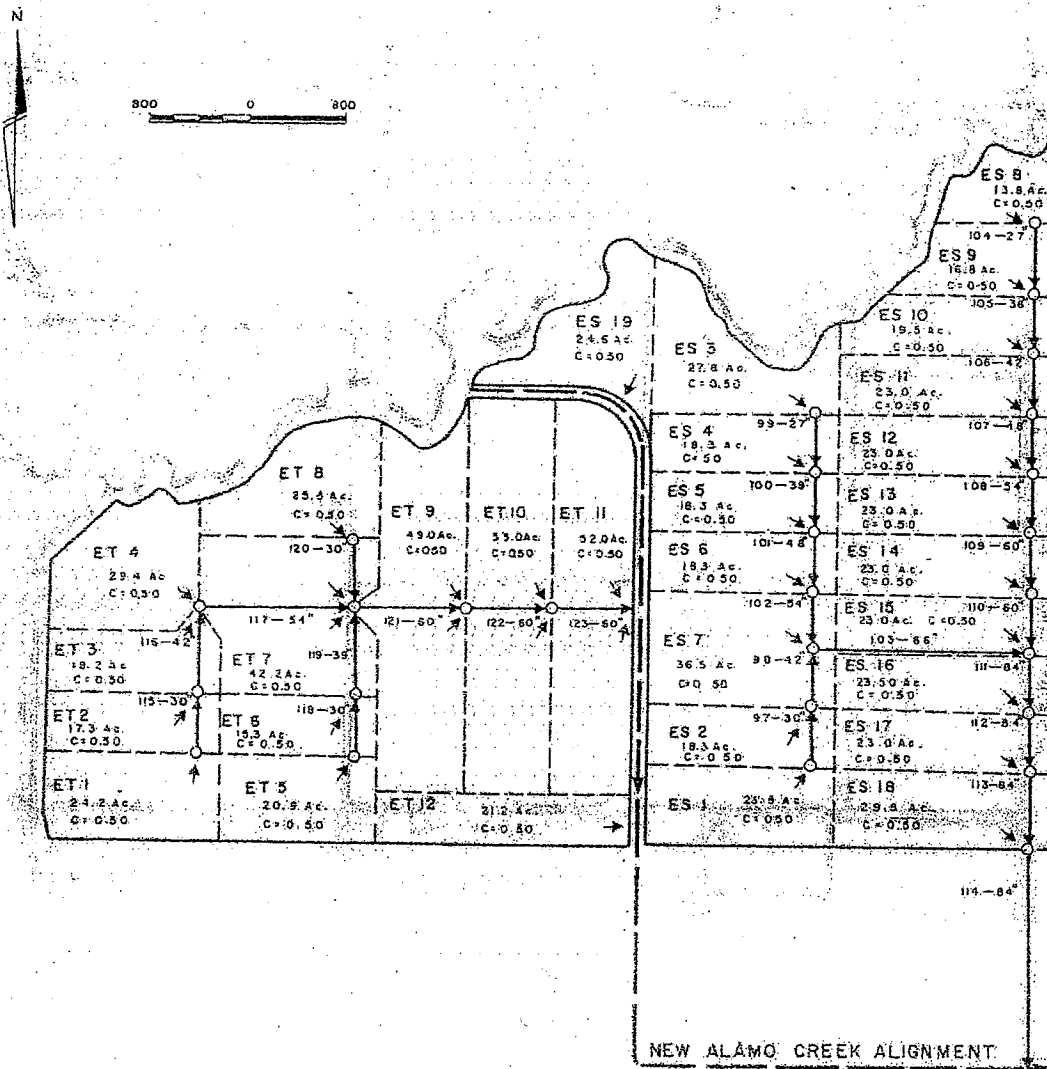 N
800 0 800
ES 8
13.8 Ac.
C=0.50
104-27"
ES 9
16.8 Ac.
C=0.50
105-36"
ES 10
19.5 Ac.
C=0.50
106-42"
ES 11
23.0 Ac.
C=0.50
107-48"
ES 12
23.0 Ac.
C=0.50
108-54"
ES 13
23.0 Ac.
C=0.50
109-60"
ES 14
23.0 Ac.
C=0.50
110-60"
ES 15
23.0 Ac. C=0.50
103-66"
111-84"
ES 16
23.50 Ac.
C=0.50
112-84"
ES 17
23.0 Ac.
C=0.50
113-84"
ES 18
29.8 Ac.
C=0.50
114-84"
ES 19
24.6 Ac.
C=0.50
ES 3
27.8 Ac.
C=0.50
99-27"
ES 4
18.3 Ac.
C=50
100-39"
ES 5
18.3 Ac.
C=0.50
101-48"
ES 6
18.3 Ac.
C=0.50
102-54"
ES 7
36.5 Ac.
C=0.50
98-42"
97-30"
ES 2
18.3 Ac.
C=0.50
ES 1
C=0.50
ET 8
C=0.50
120-30"
ET 9
49.0 Ac.
C=0.50
ET 10
C=0.50
ET 11
52.0 Ac.
C=0.50
ET 4
29.4 Ac
C=0.50
117-54"
121-60"
122-60"
123-60"
116-42"
ET 3
18.2 Ac
C=0.50
119-39"
ET 7
42.2 Ac
C=0.50
115-30"
118-30"
ET 2
17.3 Ac.
C=0.50
ET 6
15.3 Ac.
C=0.50
ET 1
24.2 Ac.
C=0.50
ET 5
20.9 Ac.
C=0.50
ET 12
21.2 Ac.
C=0.50
NEW ALAMO CREEK ALIGNMENT